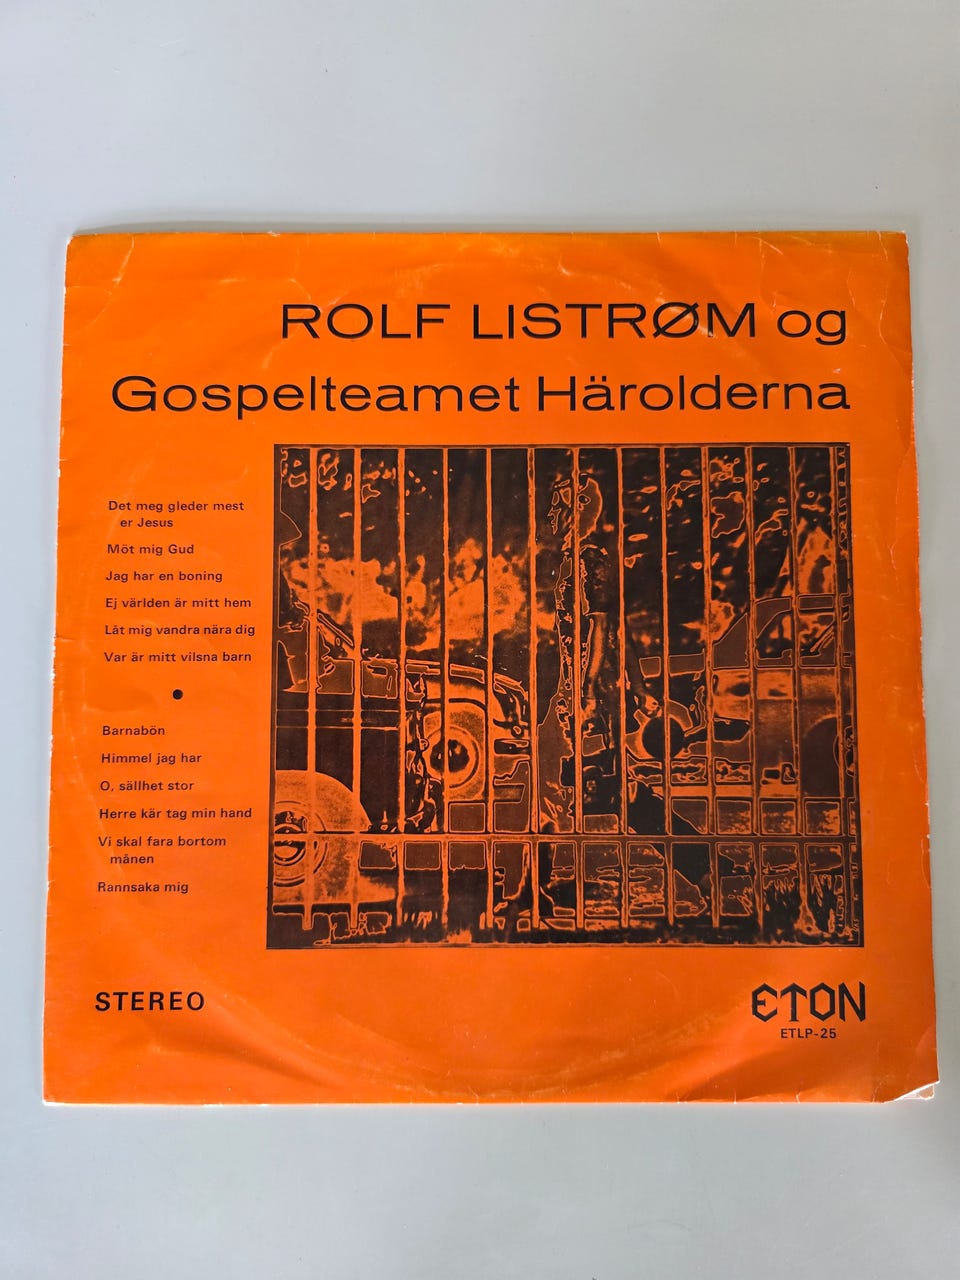 ROLF LISTRØM og
Gospelteamet Härolderna
Det meg gleder mest
er Jesus
Möt mig Gud
Jag har en boning
Ej världen är mitt hem
Låt mig vandra nära dig
Var är mitt vilsna barn
Barnabön
Himmel jag har
O, sällhet stor
Herre kär tag min hand
Vi skal fara bortom
månen
Rannsaka mig
STEREO
ETON
ETLP-25